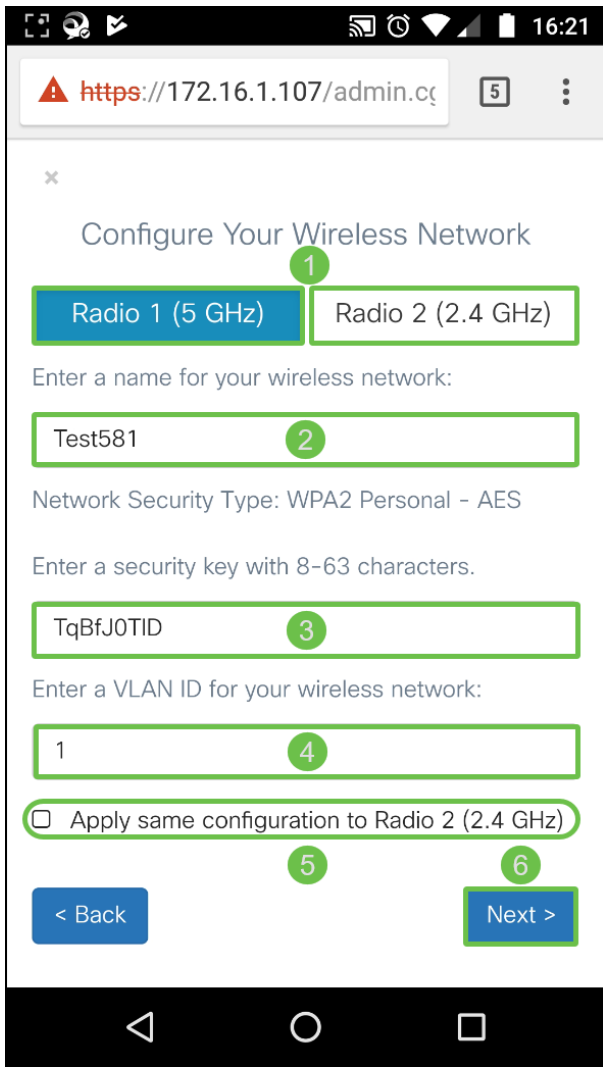 16:21
https://172.16.1.107/admin.cg
5
×
Configure Your Wireless Network
1
Radio 1 (5 GHz) Radio 2 (2.4 GHz)
Enter a name for your wireless network:
Test581 2
Network Security Type: WPA2 Personal - AES
Enter a security key with 8-63 characters.
TqBfJ0TID 3
Enter a VLAN ID for your wireless network:
1 4
Apply same configuration to Radio 2 (2.4 GHz)
5 6
< Back Next >